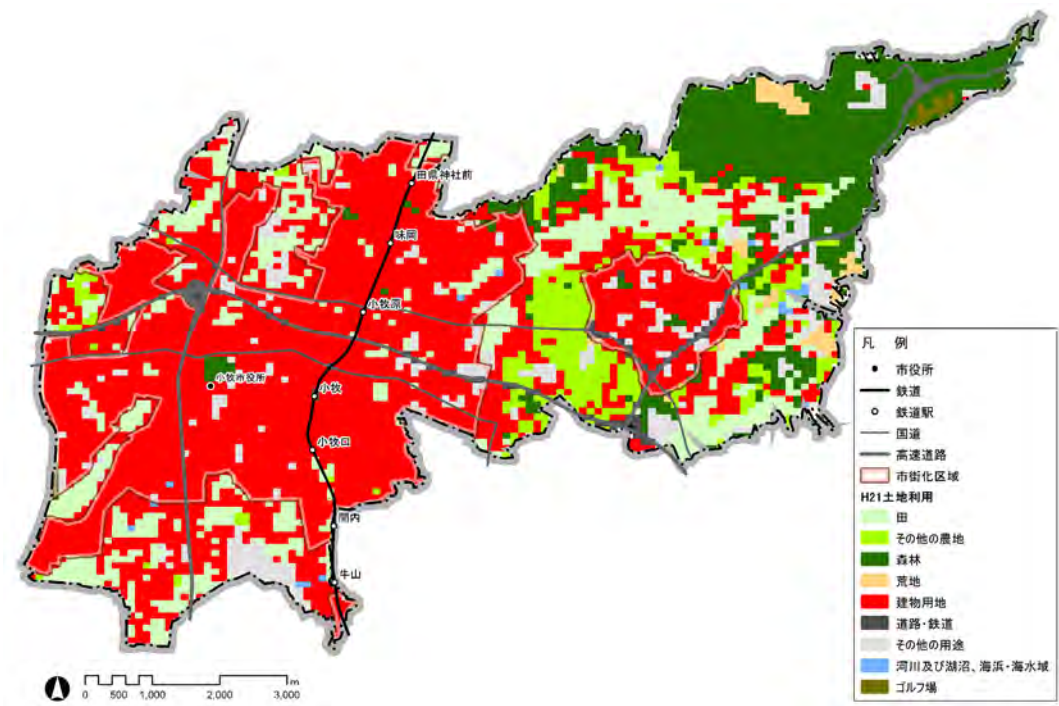 田県神社前
味岡
小牧原
小牧市役所
小牧
小牧口
間内
牛山
凡 例
市役所
鉄道
鉄道駅
国道
高速道路
市街化区域
H21土地利用
田
その他の農地
森林
荒地
建物用地
道路・鉄道
その他の用途
河川及び湖沼、海浜・海水域
ゴルフ場
m
0 500 1,000 2,000 3,000